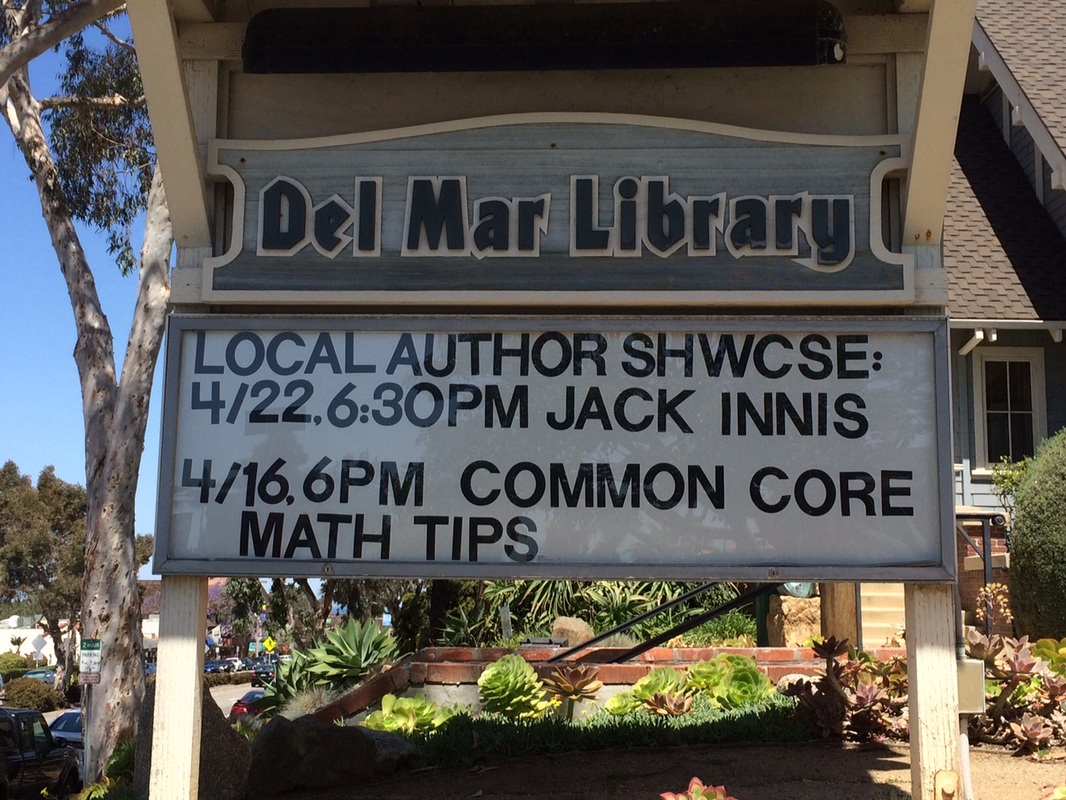 Del Mar Library
LOCAL AUTHOR SHWCSE:
4/22,6:30PM JACK INNIS
4/16,6PM COMMON CORE
MATH TIPS
PARKING